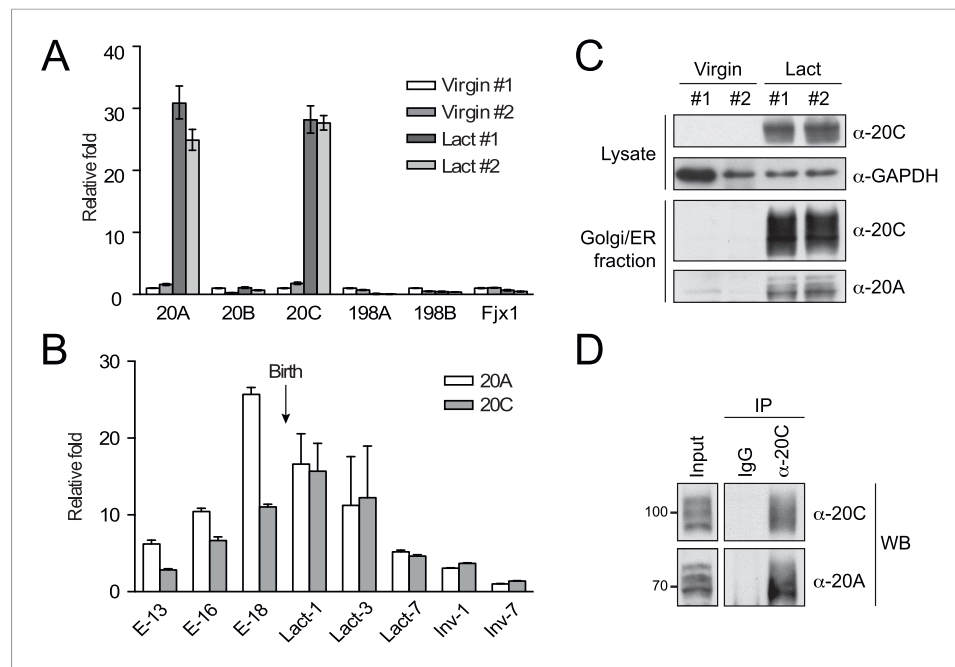 A
Relative fold
40
30
20
10
0
Virgin #1
Virgin #2
Lact #1
Lact #2
20A 20B 20C 198A 198B Fjx1
B
Relative fold
30
20
10
0
Birth
20A
20C
E-13 E-16 E-18 Lact-1 Lact-3 Lact-7 Inv-1 Inv-7
C
Virgin Lact
#1 #2 #1 #2
Lysate
α-20C
α-GAPDH
Golgi/ER
fraction
α-20C
α-20A
D
IP
Input IgG α-20C
100
α-20C
70
α-20A
WB